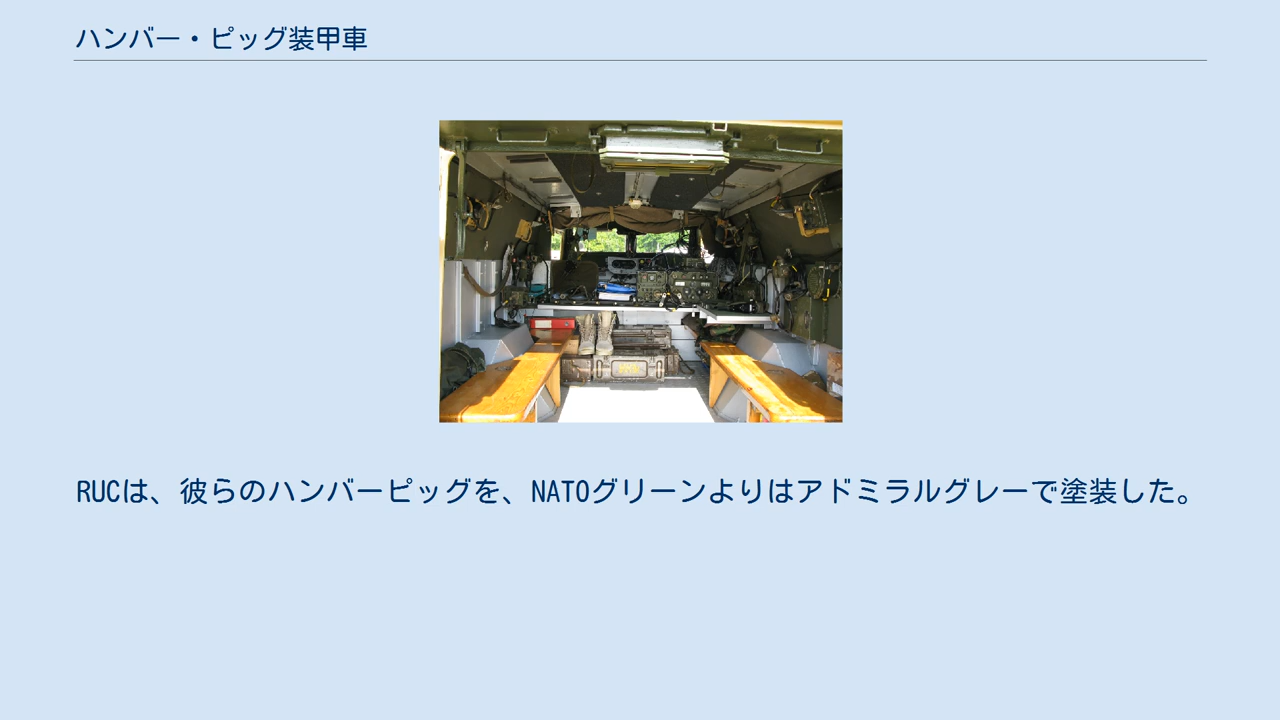 ハンバー・ピッグ装甲車
RUCは、彼らのハンバーピッグを、NATOグリーンよりはアドミラルグレーで塗装した。